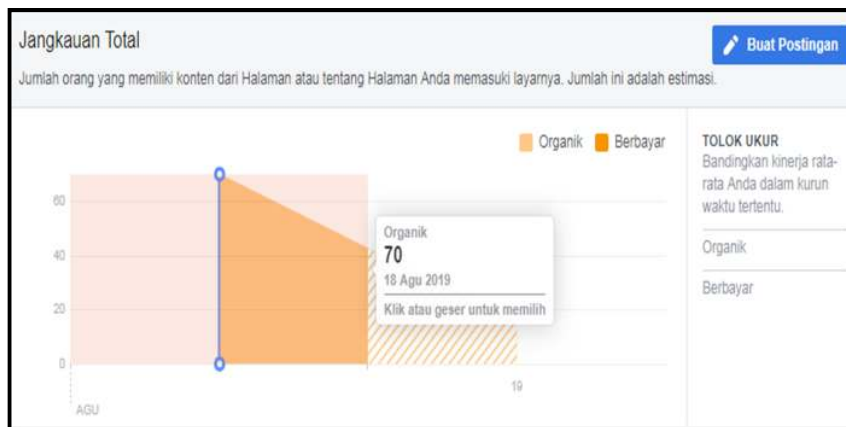 Jangkauan Total
Buat Postingan
Jumlah orang yang memiliki konten dari Halaman atau tentang Halaman Anda memasuki layarnya. Jumlah ini adalah estimasi.
Organik
Berbayar
60
40
20
0
AGU
19
Organik
70
18 Agu 2019
Klik atau geser untuk memilih
TOLOK UKUR
Bandingkan kinerja rata-
rata Anda dalam kurun
waktu tertentu.
Organik
Berbayar